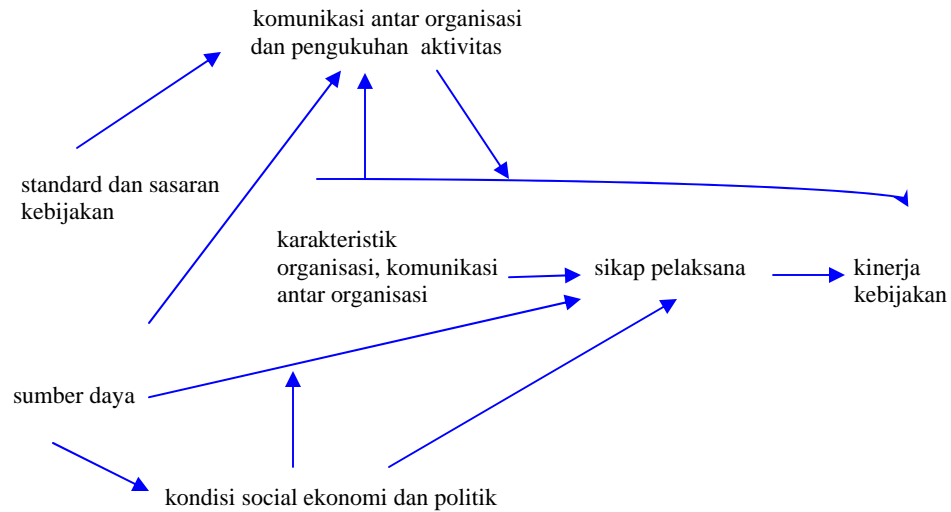 komunikasi antar organisasi
dan pengukuhan aktivitas
standard dan sasaran
kebijakan
karakteristik
organisasi, komunikasi
antar organisasi
sikap pelaksana
kinerja
kebijakan
sumber daya
kondisi social ekonomi dan politik